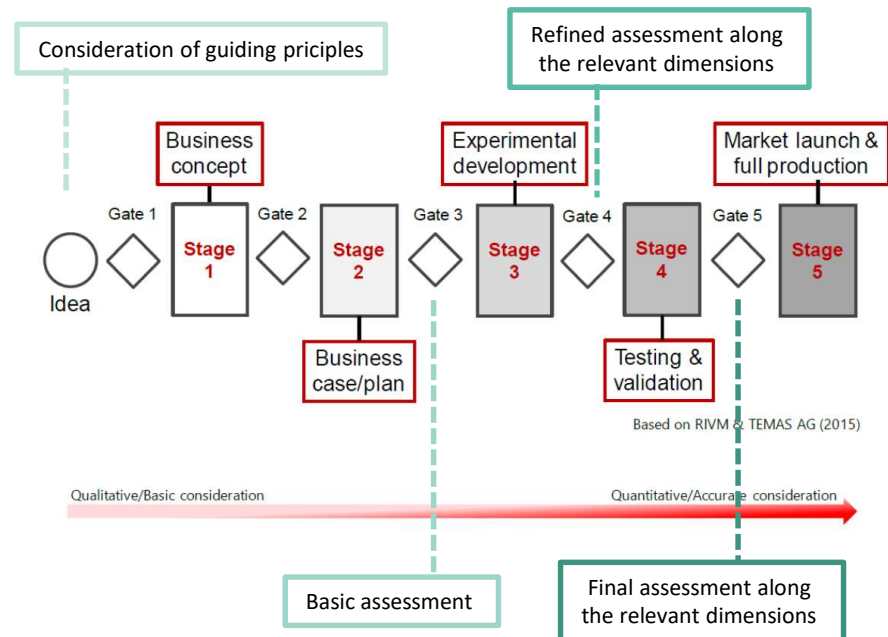 Consideration of guiding priciples
Refined assessment along
the relevant dimensions
Business
concept
Experimental
development
Market launch &
full production
Gate 1
Gate 2
Gate 3
Gate 4
Gate 5
Idea
Stage
1
Stage
2
Stage
3
Stage
4
Stage
5
Business
case/plan
Testing &
validation
Based on RIVM & TEMAS AG (2015)
Qualitative/Basic consideration
Quantitative/Accurate consideration
Basic assessment
Final assessment along
the relevant dimensions